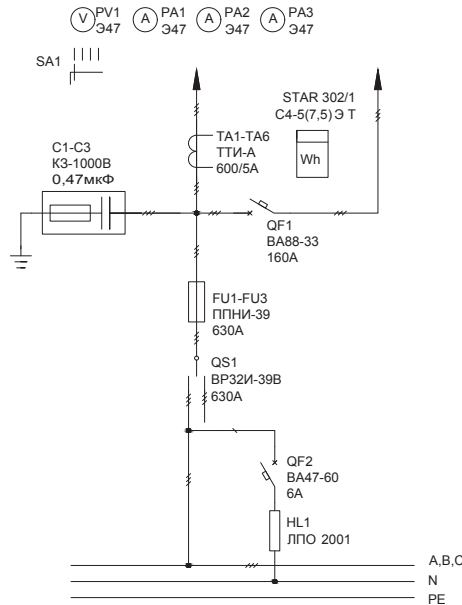 V PV1 Э47
A PA1 Э47
A PA2 Э47
A PA3 Э47
SA1
STAR 302/1
C4-5(7,5) Э Т
Wh
TA1-TA6
ТТИ-А
600/5А
C1-C3
К3-1000В
0,47мкФ
QF1
ВА88-33
160А
FU1-FU3
ППНИ-39
630А
QS1
ВР32И-39В
630А
QF2
ВА47-60
6А
HL1
ЛПО 2001
A,B,C
N
PE